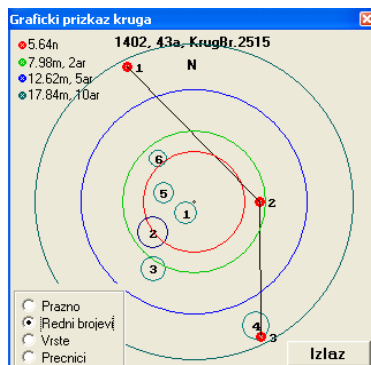 Graficki prizkaz kruga
1402, 43a, KrugBr.2515
5.64n
7.98m, 2ar
12.62m, 5ar
17.84m, 10ar
N
1
6
5
1
2
2
3
4
3
Prazno
Redni brojevi
Vrste
Precnici
Izlaz